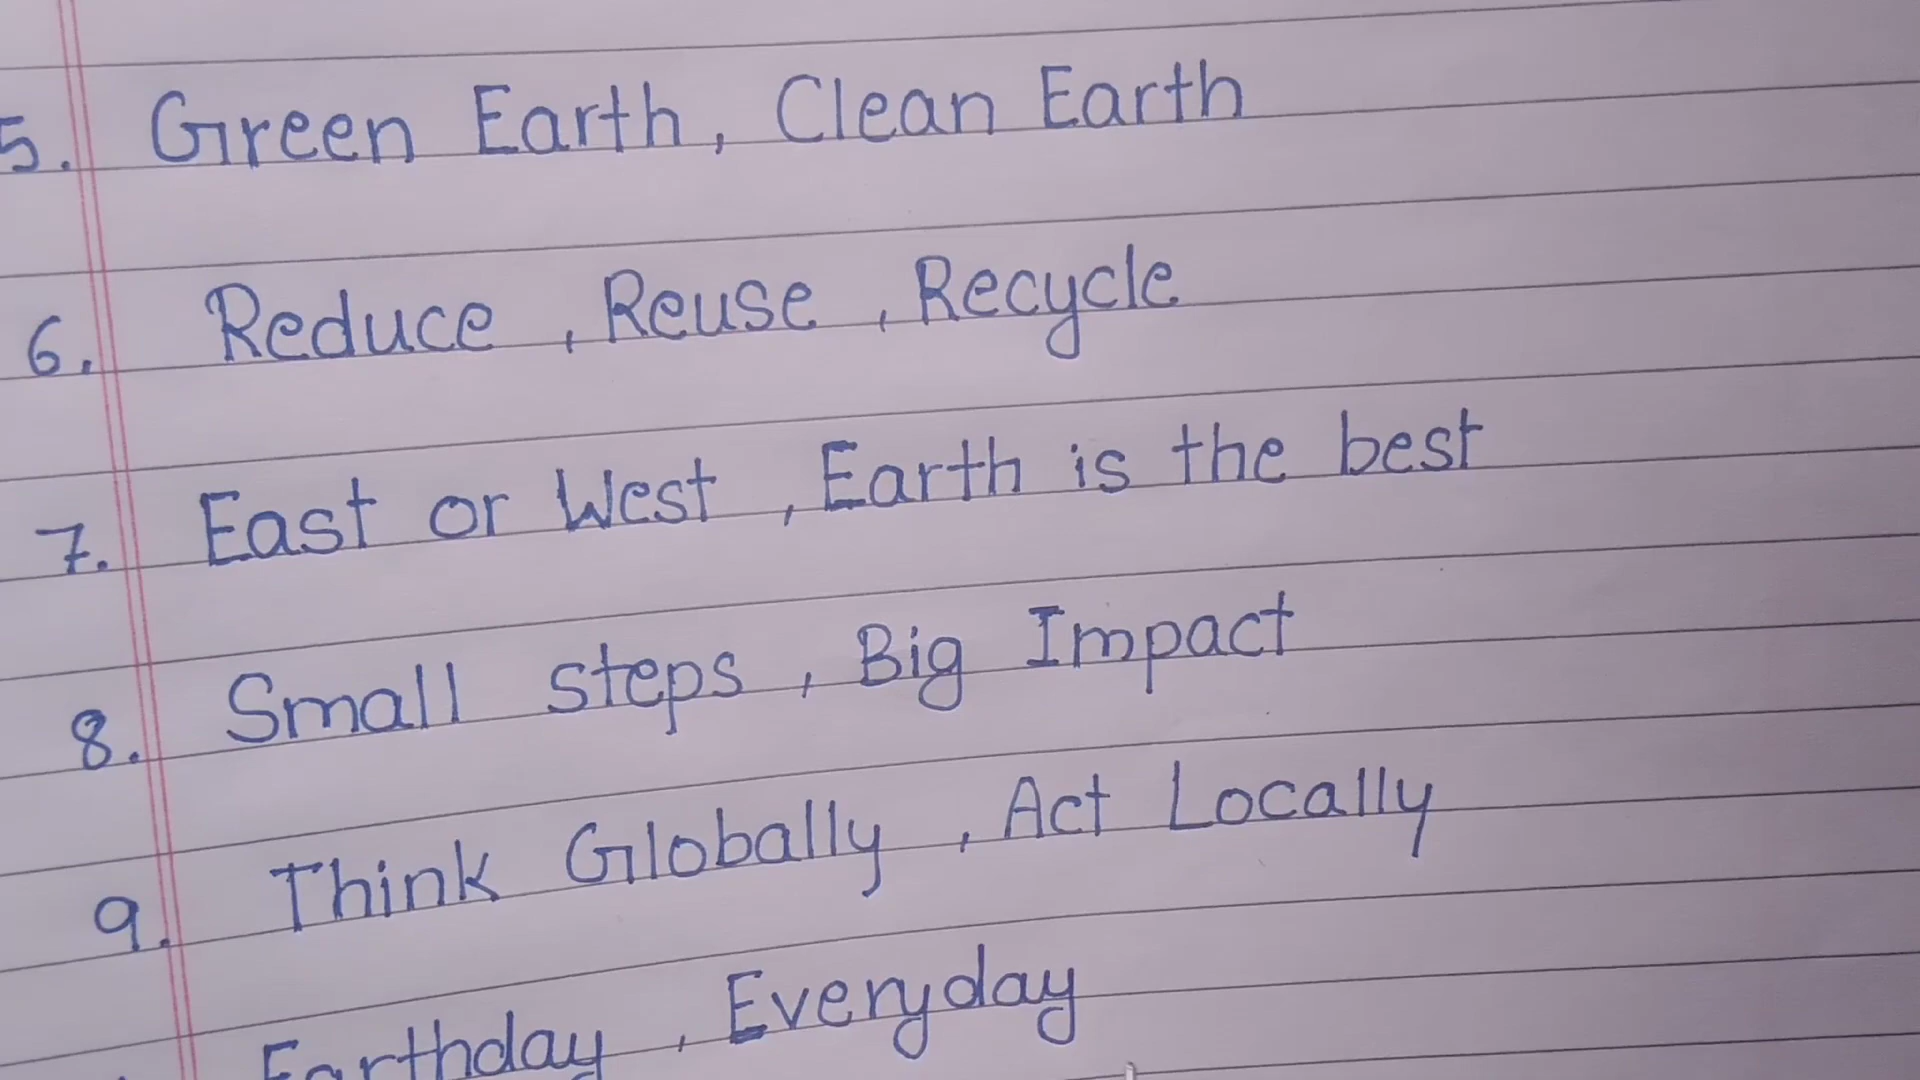 5. Green Earth, Clean Earth
6. Reduce, Reuse, Recycle
7. East or West, Earth is the best
8. Small steps, Big Impact
9. Think Globally, Act Locally
Earthday, Everyday